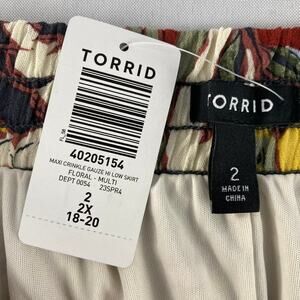 TORRID
FL_08
40205154
MAXI CRINKLE GAUZE HI LOW SKIRT
FLORAL - MULTI
DEPT 0054 23SPR4
2
2X
18-20
TORRID
2
MADE IN
CHINA